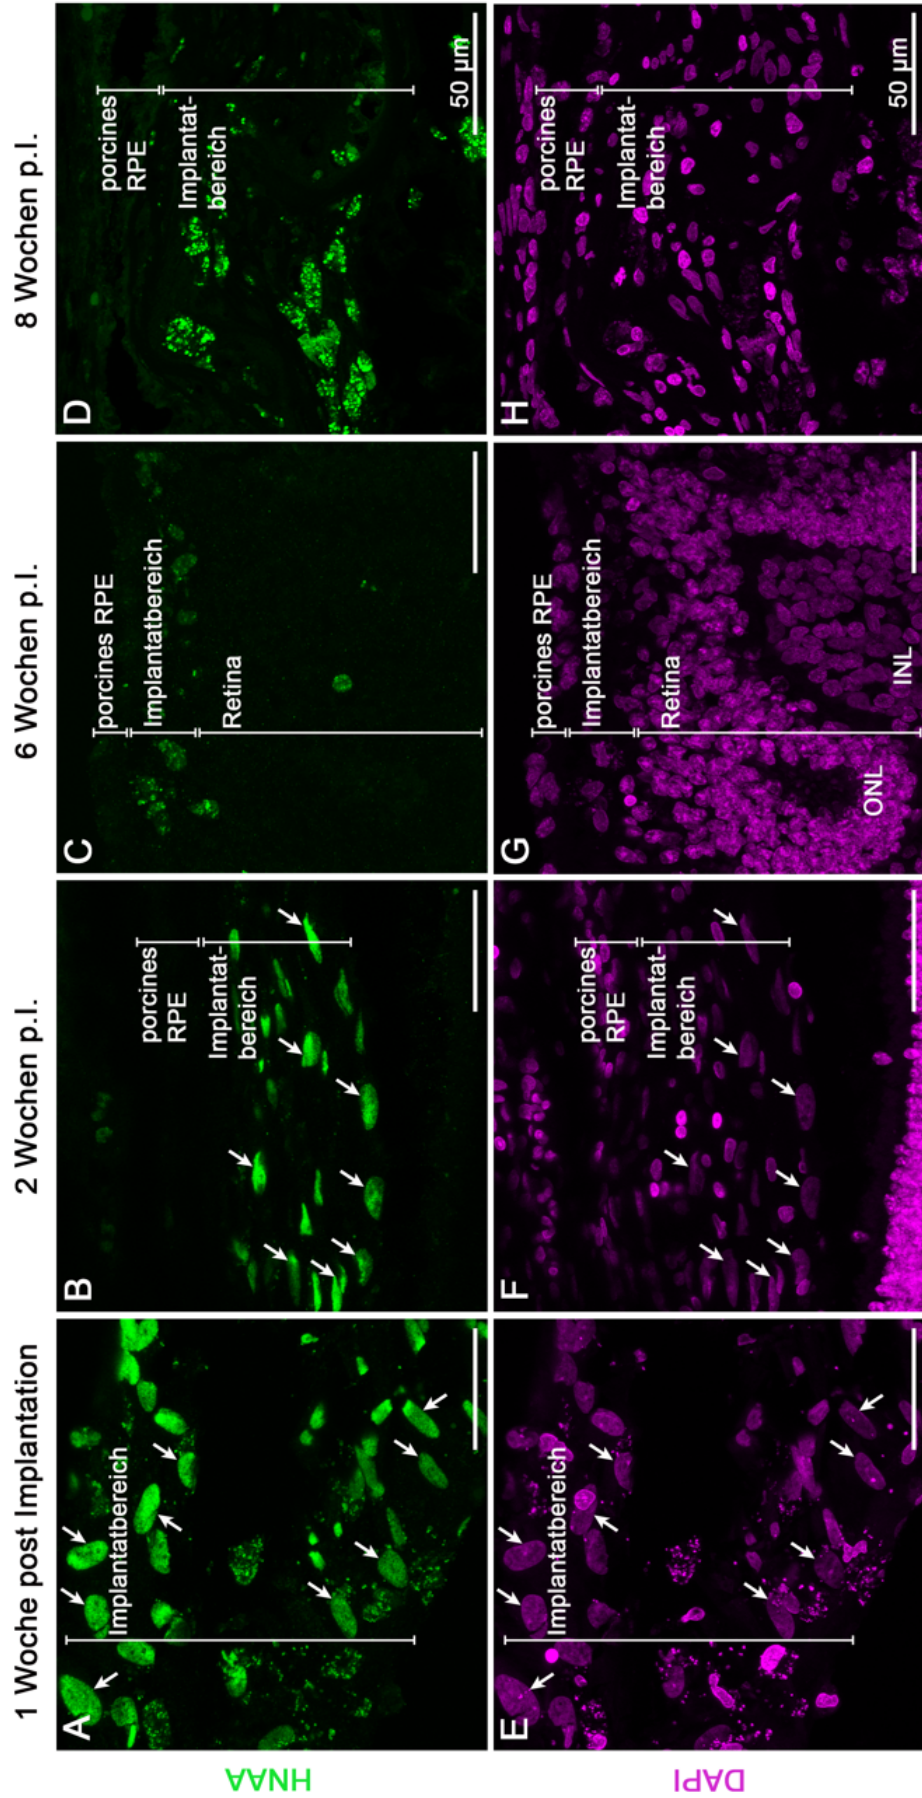 1 Woche post Implantation
2 Wochen p.I.
6 Wochen p.I.
8 Wochen p.I.
HNAA
A
Implantatbereich
B
porcines
RPE
Implantat-
bereich
C
porcines RPE
Implantatbereich
Retina
D
porcines
RPE
Implantat-
bereich
50 µm
DAPI
E
Implantatbereich
F
porcines
RPE
Implantat-
bereich
G
porcines RPE
Implantatbereich
Retina
ONL
INL
H
porcines
RPE
Implantat-
bereich
50 µm